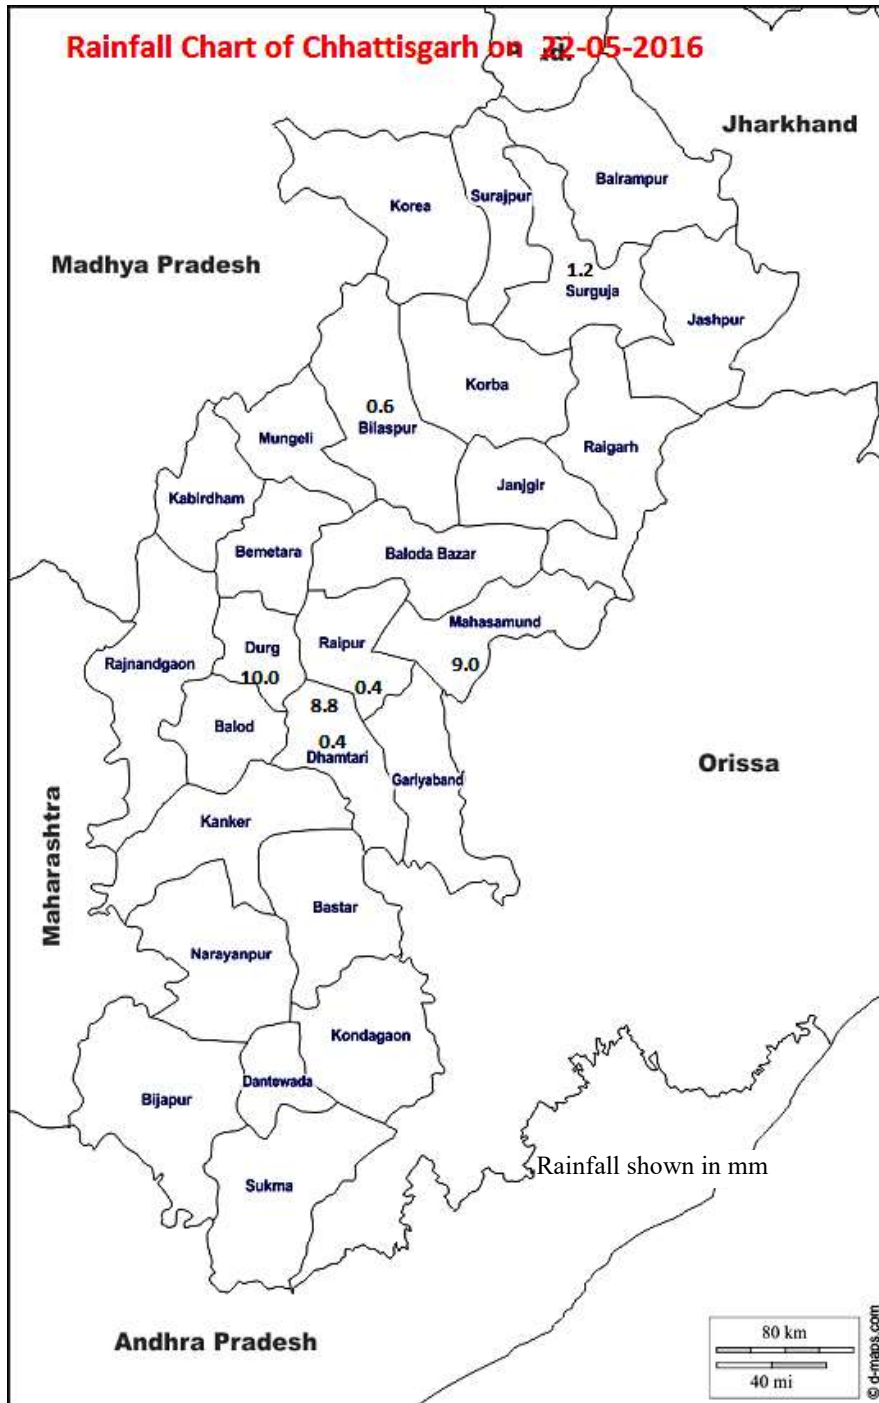 Rainfall Chart of Chhattisgarh on 22-05-2016
Jharkhand
Balrampur
Surajpur
Korea
Madhya Pradesh
1.2
Surguja
Jashpur
Korba
0.6
Bilaspur
Mungeli
Raigarh
Janjgir
Kabirdham
Bemetara
Baloda Bazar
Mahasamund
Raipur
Durg
Rajnandgaon
9.0
10.0
0.4
8.8
Balod
0.4
Dhamtari
Orissa
Gariyaband
Kanker
Maharashtra
Bastar
Narayanpur
Kondagaon
Dantewada
Bijapur
Rainfall shown in mm
Sukma
Andhra Pradesh
80 km
40 mi
© d-maps.com